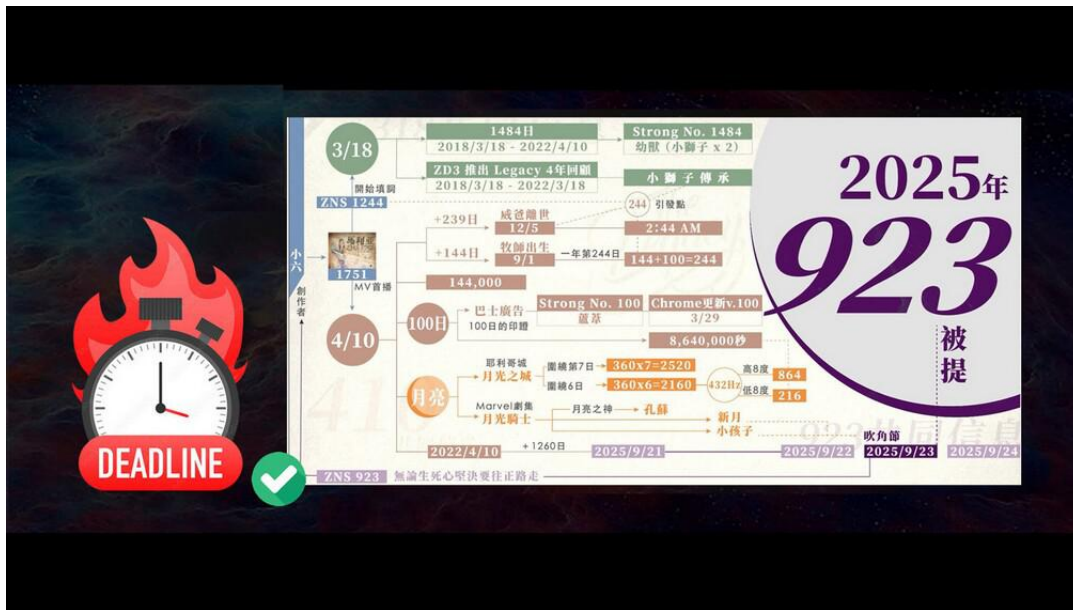 3/18
1484日
2018/3/18 - 2022/4/10
Strong No. 1484
幼獸（小獅子 x 2）
ZD3 推出 Legacy 4年回顧
2018/3/18 - 2022/3/18
小獅子傳承
開始填詞
ZNS 1244
244 引發點
+239日
12/5
2:44 AM
+144日
牧師出生
9/1
一年第244日
144+100=244
小六
創作者
1751
MV首播
4/10
144,000
100日
巴士廣告
100日的印證
Strong No. 100
蘆葦
Chrome更新v.100
3/29
8,640,000秒
月亮
耶利哥城
月光之城
圍繞第7日
360x7=2520
圍繞6日
360x6=2160
432Hz
高8度
864
低8度
216
Marvel劇集
月光騎士
月亮之神
孔蘇
新月
小孩子
2022/4/10
+1260日
2025/9/21
2025/9/22
吹角節
2025/9/23
2025/9/24
ZNS 923
無論生死心堅決要往正路走
2025年
923
被提
923共同信息
DEADLINE